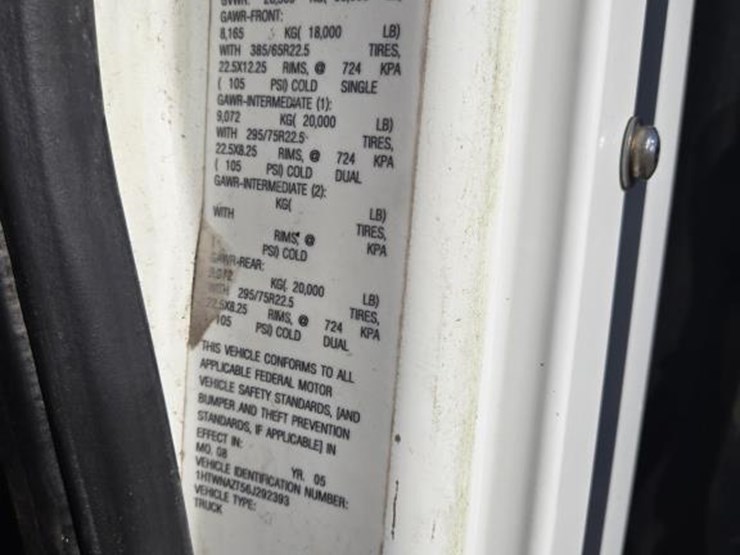 GAWR-FRONT:
8,165 KG( 18,000 LB)
WITH 385/65R22.5 TIRES,
22.5X12.25 RIMS, @ 724 KPA
( 105 PSI) COLD SINGLE
GAWR-INTERMEDIATE (1):
9,072 KG( 20,000 LB)
WITH 295/75R22.5 TIRES,
22.5X8.25 RIMS, @ 724 KPA
( 105 PSI) COLD DUAL
GAWR-INTERMEDIATE (2):
KG( LB)
WITH TIRES,
RIMS, @ KPA
PSI) COLD
GAWR-REAR:
9,072 KG( 20,000 LB)
WITH 295/75R22.5 TIRES,
22.5X8.25 RIMS, @ 724 KPA
105 PSI) COLD DUAL
THIS VEHICLE CONFORMS TO ALL
APPLICABLE FEDERAL MOTOR
VEHICLE SAFETY STANDARDS, [AND
BUMPER AND THEFT PREVENTION
STANDARDS, IF APPLICABLE] IN
EFFECT IN:
MO. 08 YR. 05
VEHICLE IDENTIFICATION NUMBER:
1HTWNAZT56J292393
VEHICLE TYPE:
TRUCK